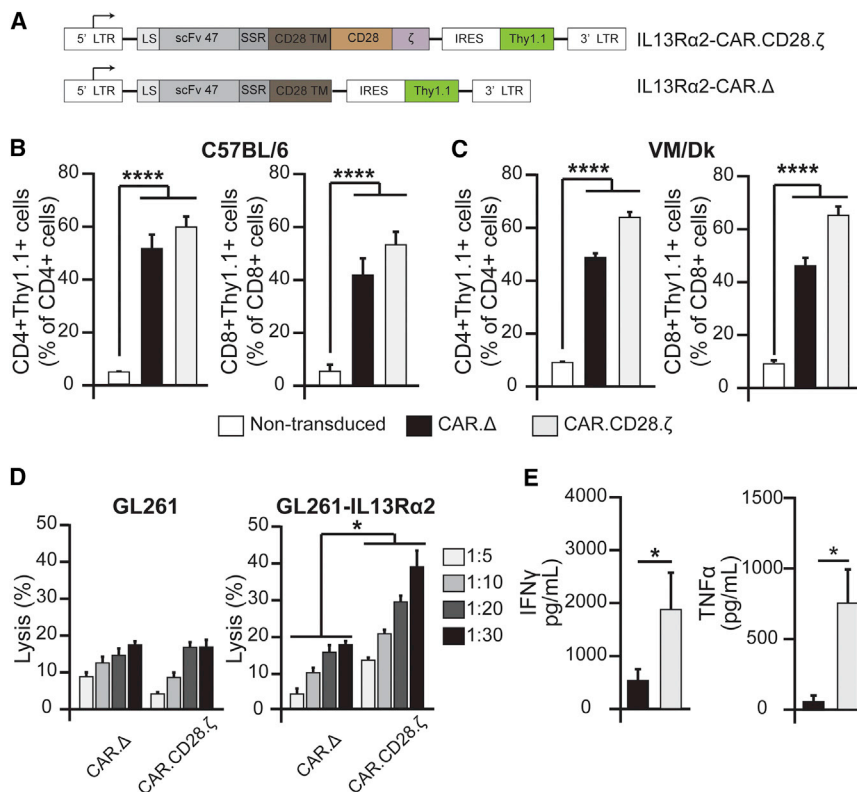 A
5' LTR LS scFv 47 SSR CD28 TM CD28 ζ IRES Thy1.1 3' LTR IL13Rα2-CAR.CD28.ζ
5' LTR LS scFv 47 SSR CD28 TM IRES Thy1.1 3' LTR IL13Rα2-CAR.Δ
B
C57BL/6
CD4+Thy1.1+ cells
(% of CD4+ cells)
80
60
40
20
0
****
CD8+Thy1.1+ cells
(% of CD8+ cells)
80
60
40
20
0
****
C
VM/Dk
CD4+Thy1.1+ cells
(% of CD4+ cells)
80
60
40
20
0
****
CD8+Thy1.1+ cells
(% of CD8+ cells)
80
60
40
20
0
****
Non-transduced CAR.Δ CAR.CD28.ζ
D
GL261
Lysis (%)
50
40
30
20
10
0
CAR.Δ
CAR.CD28.ζ
GL261-IL13Rα2
Lysis (%)
50
40
30
20
10
0
*
CAR.Δ
CAR.CD28.ζ
1:5
1:10
1:20
1:30
E
IFNγ
pg/mL
4000
3000
2000
1000
0
*
TNFα
(pg/mL)
1500
1000
500
0
*